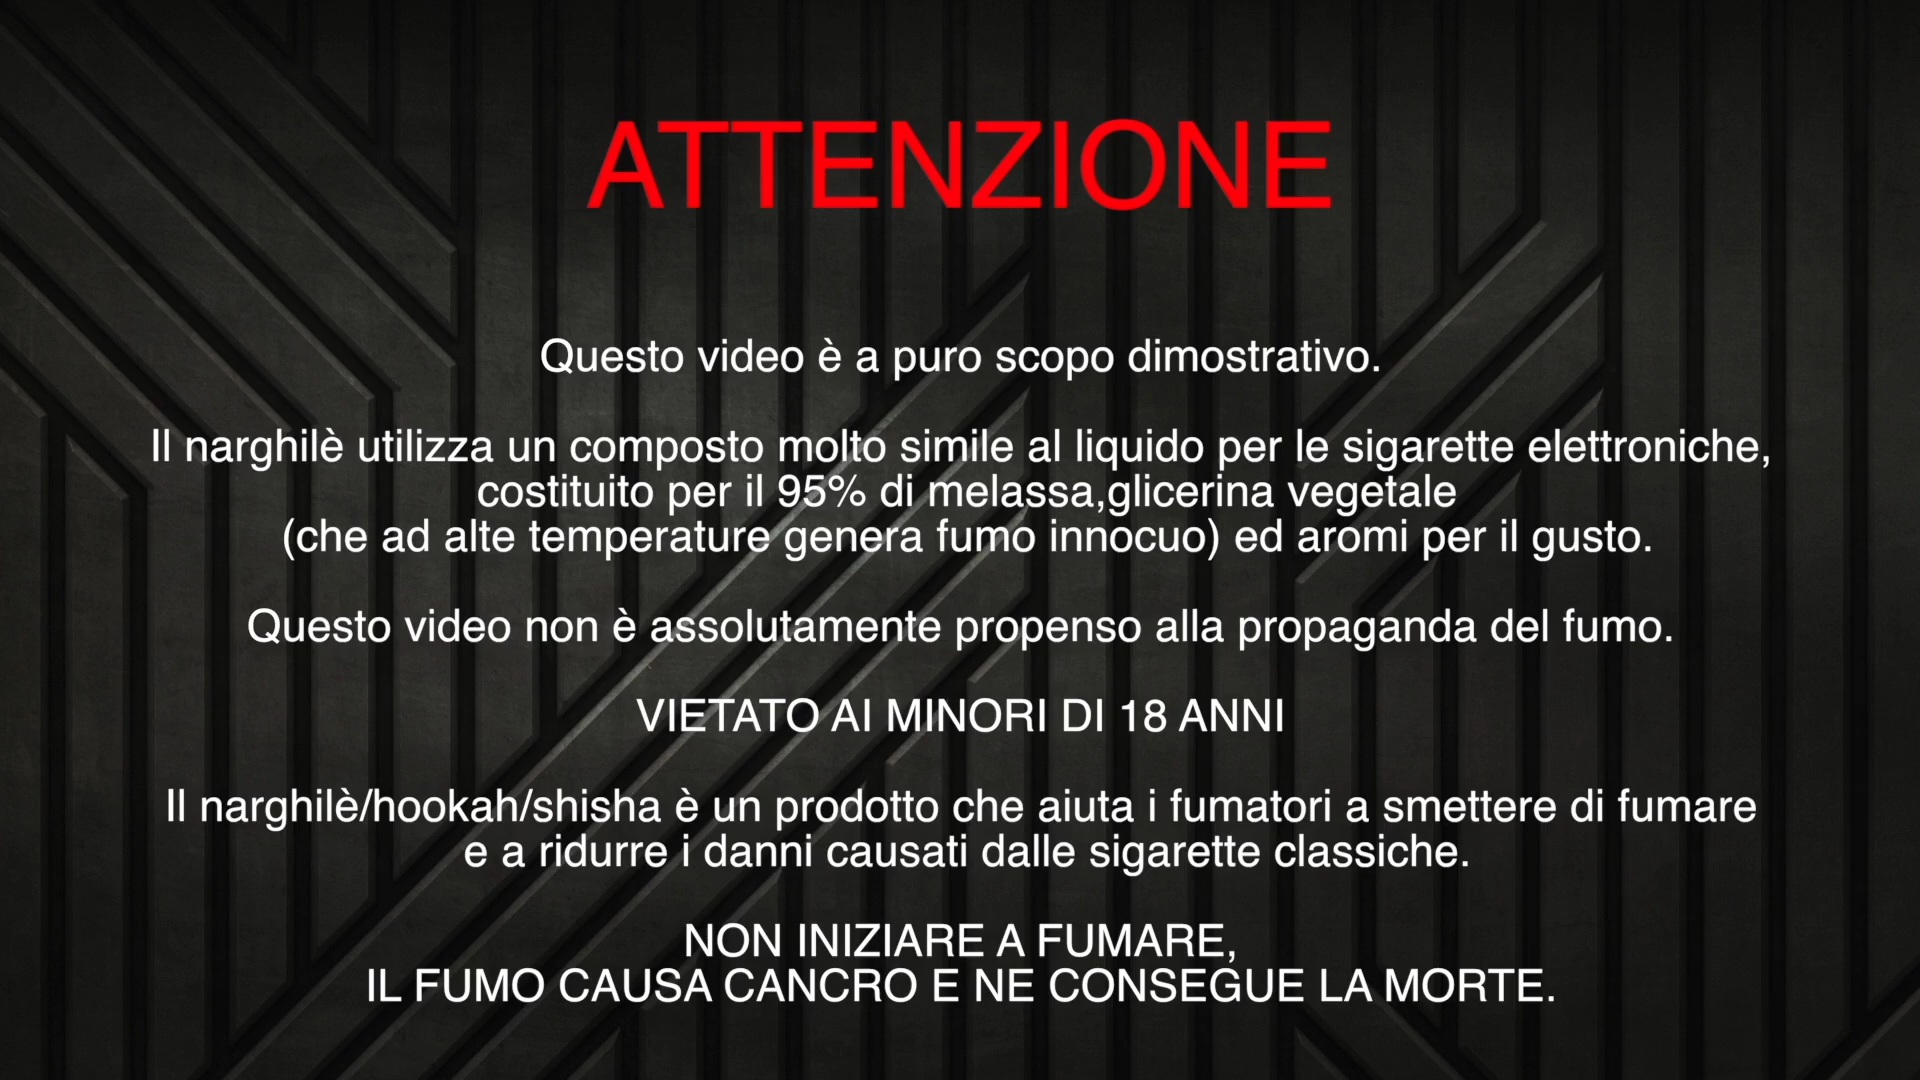 ATTENZIONE
Questo video è a puro scopo dimostrativo.
Il narghilè utilizza un composto molto simile al liquido per le sigarette elettroniche,
costituito per il 95% di melassa,glicerina vegetale
(che ad alte temperature genera fumo innocuo) ed aromi per il gusto.
Questo video non è assolutamente propenso alla propaganda del fumo.
VIETATO AI MINORI DI 18 ANNI
Il narghilè/hookah/shisha è un prodotto che aiuta i fumatori a smettere di fumare
e a ridurre i danni causati dalle sigarette classiche.
NON INIZIARE A FUMARE,
IL FUMO CAUSA CANCRO E NE CONSEGUE LA MORTE.